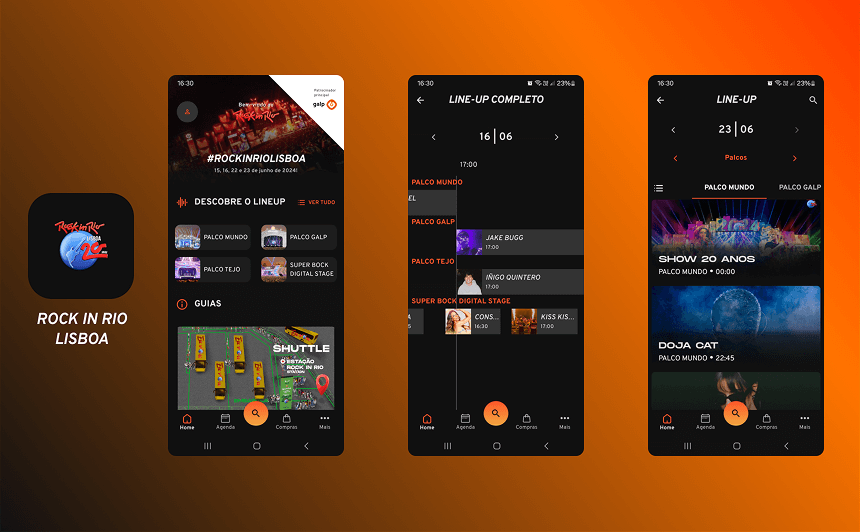 Rock in Rio
LISBOA
20
ROCK IN RIO
LISBOA
16:30
Patrocinador
principal
galp
Bem-vindo ao
Rock in Rio
#ROCKINRIOLISBOA
15, 16, 22 e 23 de junho de 2024!
DESCOBRE O LINEUP
VER TUDO
PALCO MUNDO
PALCO GALP
PALCO TEJO
SUPER BOCK
DIGITAL STAGE
GUIAS
SHUTTLE
ESTAÇÃO
ROCK IN RIO
STATION
Home
Agenda
Compras
Mais
16:30
23%
LINE-UP COMPLETO
16 | 06
17:00
PALCO MUNDO
EL
PALCO GALP
JAKE BUGG
17:00
PALCO TEJO
IÑIGO QUINTERO
17:00
SUPER BOCK DIGITAL STAGE
A
CONS...
16:30
KISS KIS...
17:00
Home
Agenda
Compras
Mais
16:30
23%
LINE-UP
23 | 06
Palcos
PALCO MUNDO
PALCO GALP
SHOW 20 ANOS
PALCO MUNDO • 00:00
DOJA CAT
PALCO MUNDO • 22:45
Home
Agenda
Compras
Mais